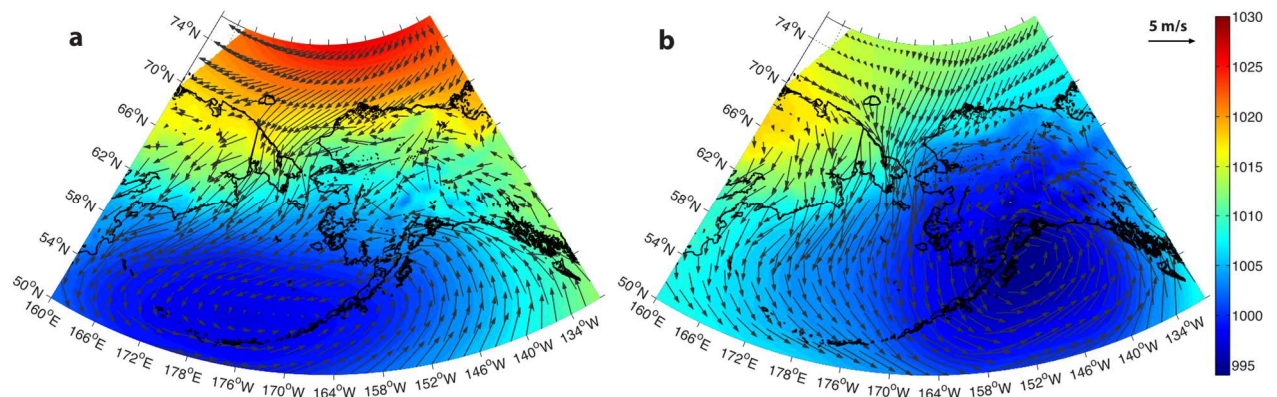 a
74°N
70°N
66°N
62°N
58°N
54°N
50°N
160°E
166°E
172°E
178°E
176°W
170°W
164°W
158°W
152°W
146°W
140°W
134°W
b
74°N
70°N
66°N
62°N
58°N
54°N
50°N
160°E
166°E
172°E
178°E
176°W
170°W
164°W
158°W
152°W
146°W
140°W
134°W
5 m/s
1030
1025
1020
1015
1010
1005
1000
995